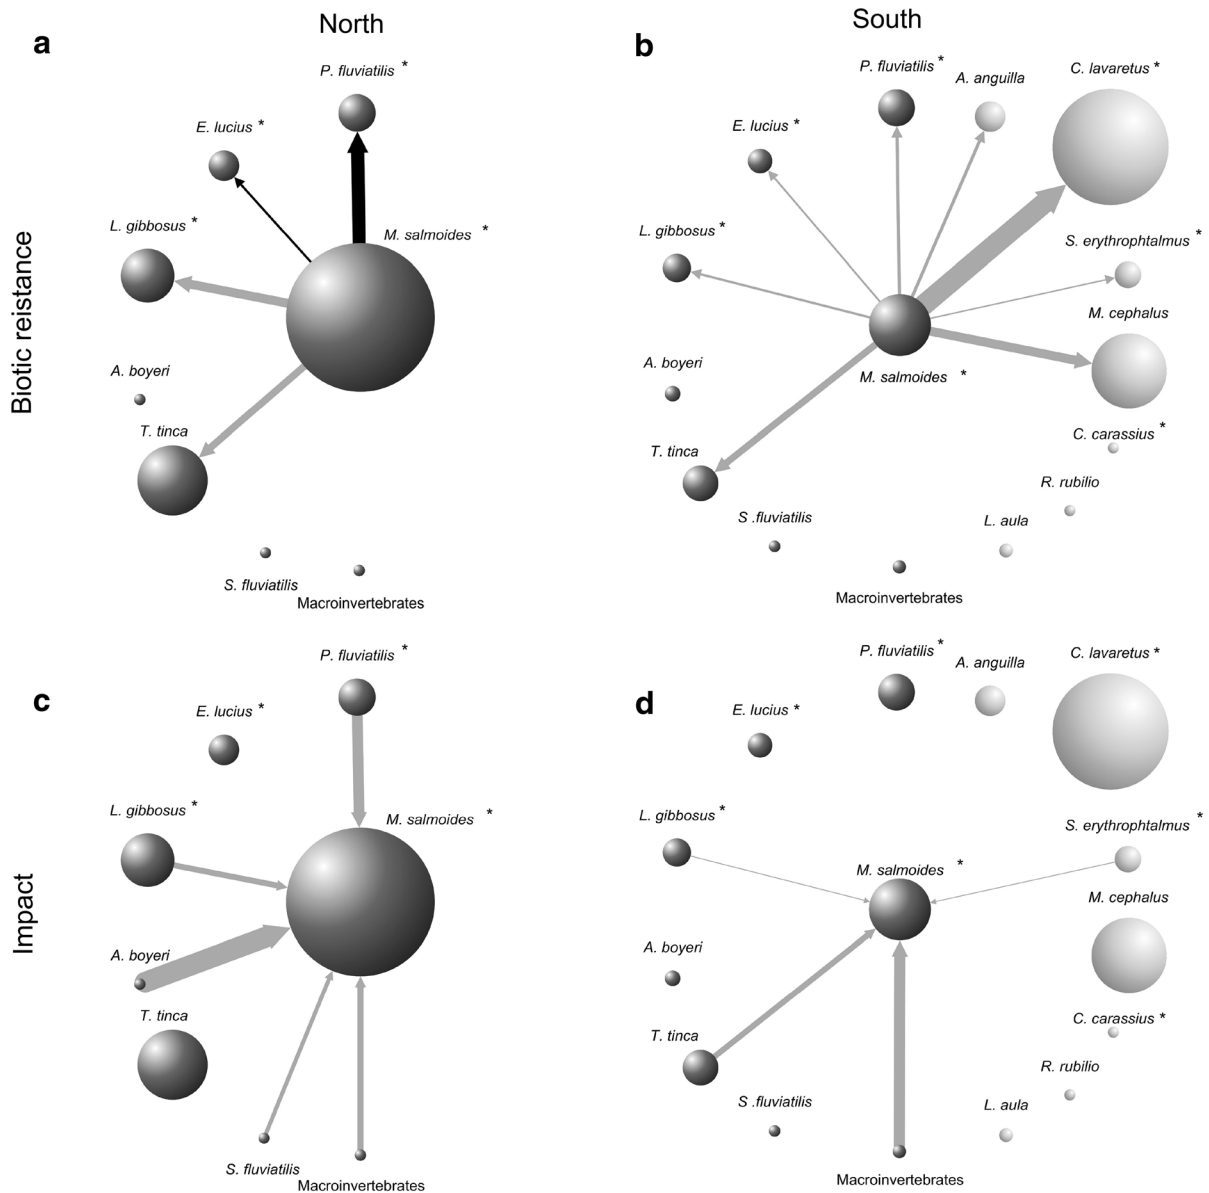 North
South
a
b
P. fluviatilis *
P. fluviatilis *
A. anguilla
C. lavaretus *
E. lucius *
E. lucius *
L. gibbosus *
M. salmoides *
L. gibbosus *
S. erythrophtalmus *
Biotic reistance
M. cephalus
A. boyeri
A. boyeri
M. salmoides *
T. tinca
C. carassius *
T. tinca
R. rubilio
S .fluviatilis
L. aula
S. fluviatilis
Macroinvertebrates
Macroinvertebrates
c
d
P. fluviatilis *
P. fluviatilis *
A. anguilla
C. lavaretus *
E. lucius *
E. lucius *
L. gibbosus *
M. salmoides *
L. gibbosus *
S. erythrophtalmus *
Impact
M. salmoides *
M. cephalus
A. boyeri
A. boyeri
T. tinca
C. carassius *
T. tinca
R. rubilio
S .fluviatilis
L. aula
S. fluviatilis
Macroinvertebrates
Macroinvertebrates